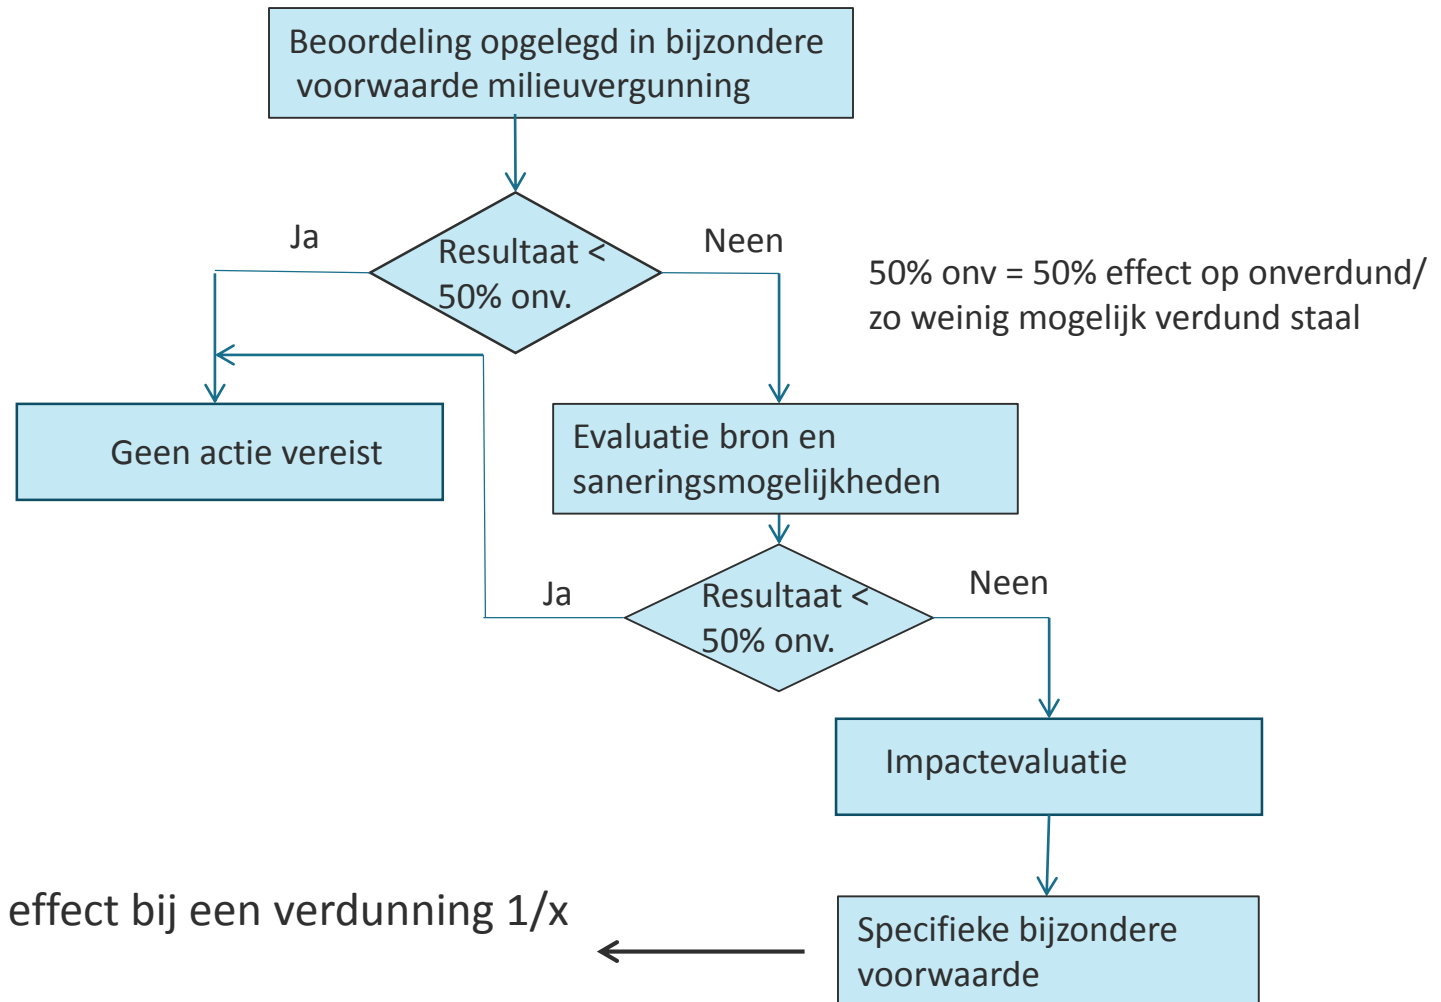 Beoordeling opgelegd in bijzondere
voorwaarde milieuvergunning
Ja
Resultaat <
50% onv.
Neen
50% onv = 50% effect op onverdund/
zo weinig mogelijk verdund staal
Geen actie vereist
Evaluatie bron en
saneringsmogelijkheden
Ja
Resultaat <
50% onv.
Neen
Impactevaluatie
effect bij een verdunning 1/x
Specifieke bijzondere
voorwaarde